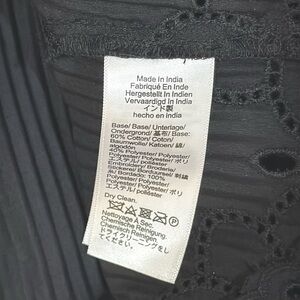 Made In India
Fabriqué En Inde
Hergestellt In Indien
Vervaardigd In India
インド製
hecho en india
Base/ Base/ Unterlage/
Ondergrond/ 基布/ Base:
60% Cotton/ Coton/
Baumwolle/ Katoen/ 綿/
algodón
40% Polyester/ Polyester/
Polyester/ Polyester/ ポリ
エステル/ poliéster
Embroidery/ Broderie/
Stickerei/ Borduursel/ 刺繍/
Bordado: 100%
Polyester/ Polyester/
Polyester/ Polyester/ ポリ
エステル/ poliéster
Dry Clean.
P
Nettoyage À Sec.
Chemische Reinigung.
Chemisch Reinigen.
ドライクリーニングをし
てください。